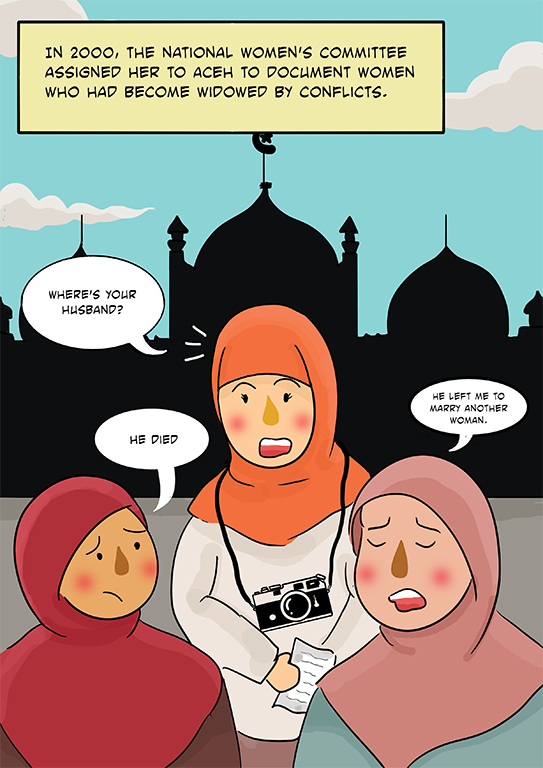 IN 2000, THE NATIONAL WOMEN'S COMMITTEE
ASSIGNED HER TO ACEH TO DOCUMENT WOMEN
WHO HAD BECOME WIDOWED BY CONFLICTS.
WHERE'S YOUR
HUSBAND?
HE DIED
HE LEFT ME TO
MARRY ANOTHER
WOMAN.